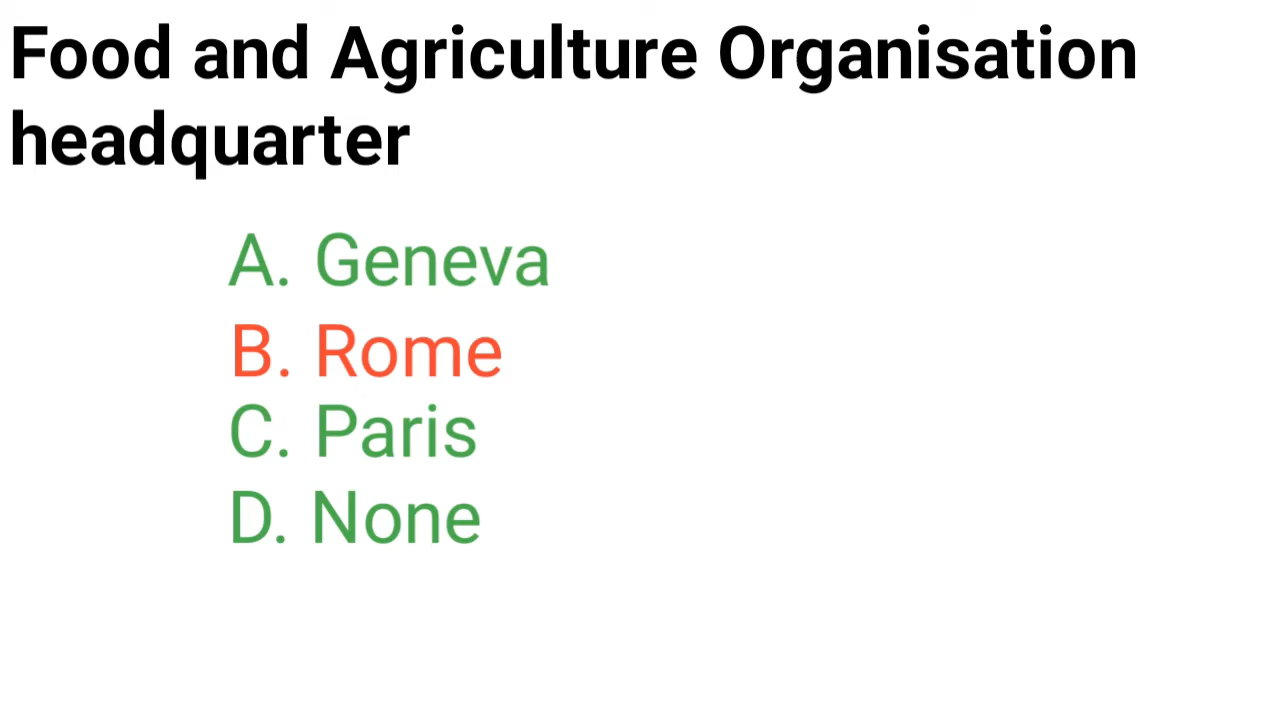 Food and Agriculture Organisation
headquarter
A. Geneva
B. Rome
C. Paris
D. None